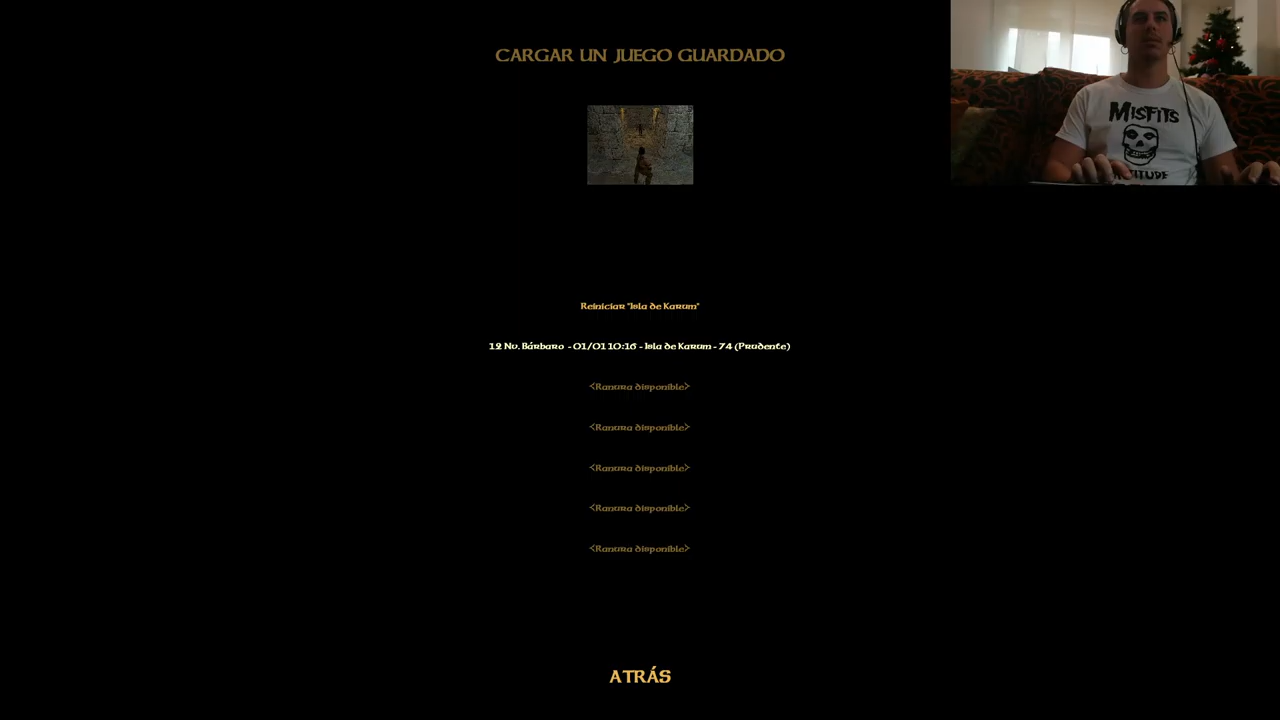 CARGAR UN JUEGO GUARDADO
MISFITS
Reiniciar "Isla de Karum"
12 Nv. Bárbaro - 01/01 10:16 - Isla de Karum - 74 (Prudente)
<Ranura disponible>
<Ranura disponible>
<Ranura disponible>
<Ranura disponible>
<Ranura disponible>
ATRÁS